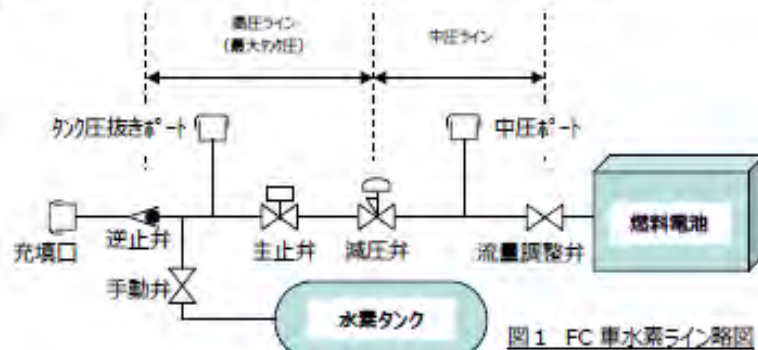 高圧ライン
(最大タンク圧)
中圧ライン
タンク圧抜きポート
中圧ポート
燃料電池
充填口
逆止弁
主止弁
減圧弁
流量調整弁
手動弁
水素タンク
図1 FC車水素ライン略図